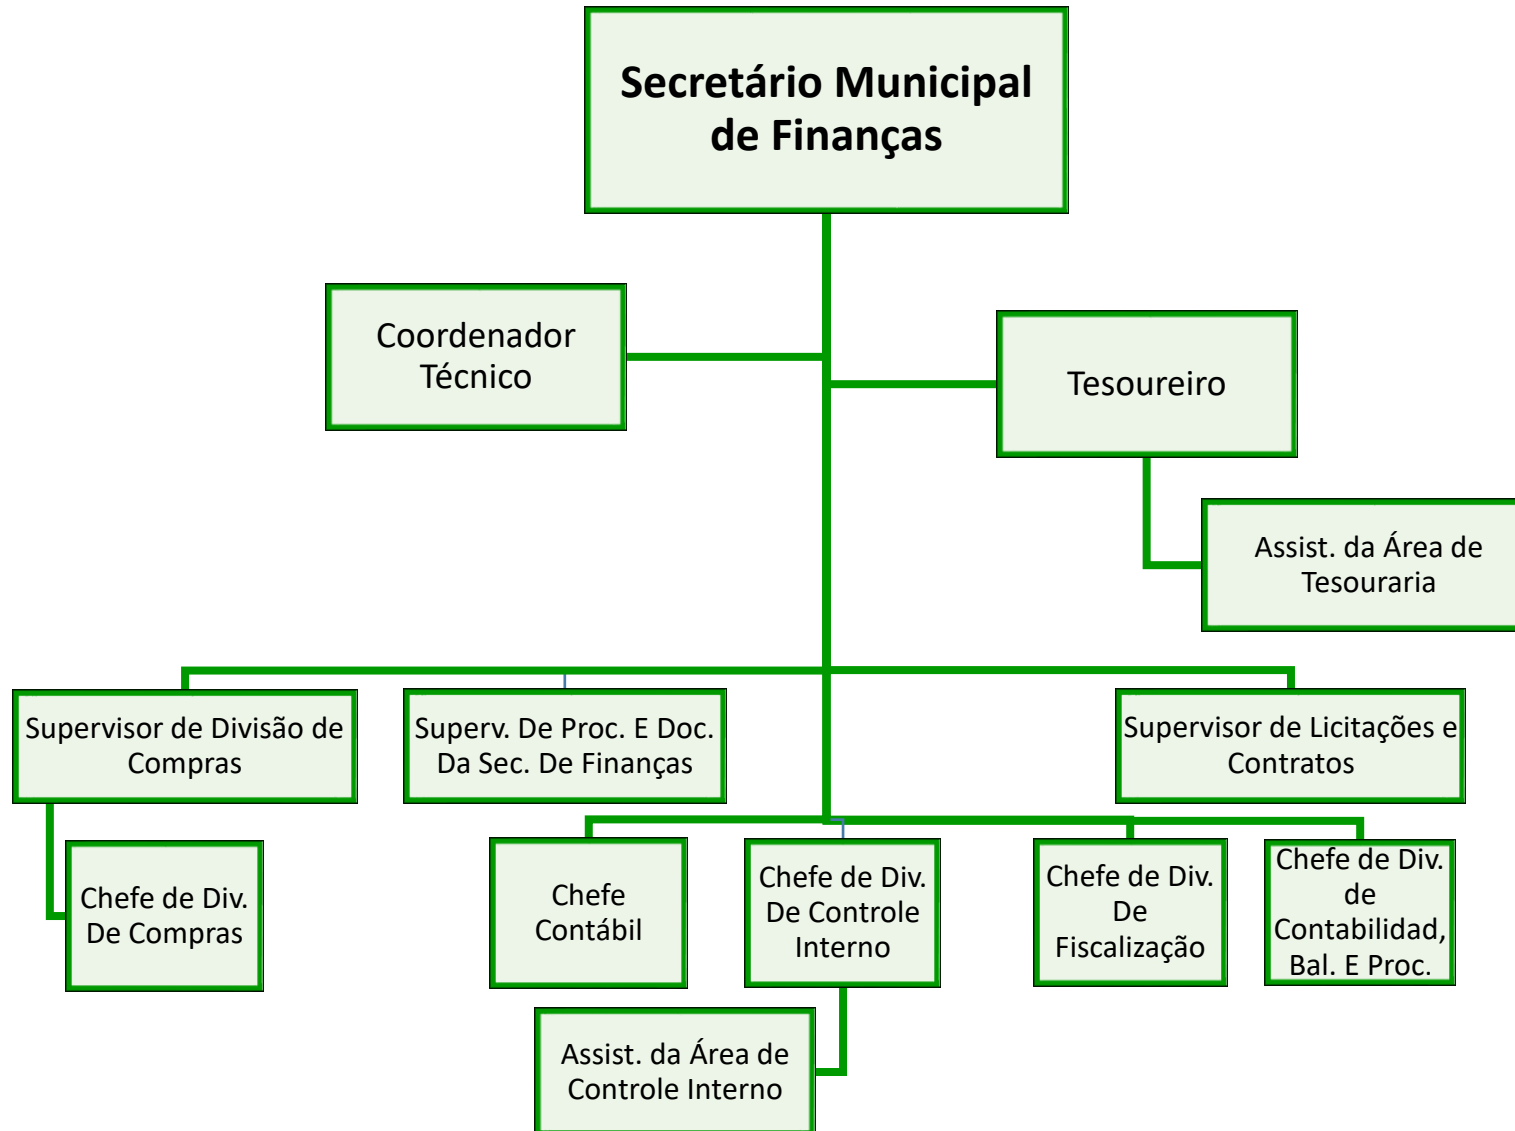 Secretário Municipal
de Finanças
Coordenador
Técnico
Tesoureiro
Assist. da Área de
Tesouraria
Supervisor de Divisão de
Compras
Superv. De Proc. E Doc.
Da Sec. De Finanças
Supervisor de Licitações e
Contratos
Chefe de Div.
De Compras
Chefe
Contábil
Chefe de Div.
De Controle
Interno
Chefe de Div.
De
Fiscalização
Chefe de Div.
de
Contabilidad,
Bal. E Proc.
Assist. da Área de
Controle Interno